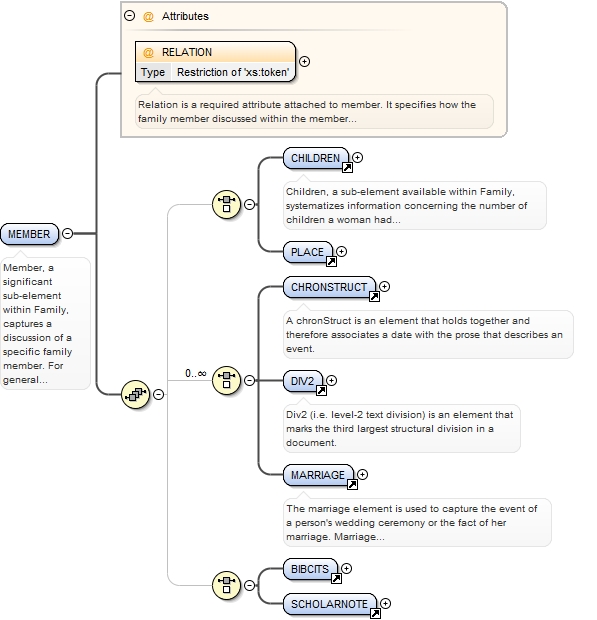 @ Attributes
@ RELATION
Type Restriction of 'xs:token'
Relation is a required attribute attached to member. It specifies how the
family member discussed within the member...
CHILDREN
Children, a sub-element available within Family,
systematizes information concerning the number of
children a woman had...
MEMBER
Member, a
significant
sub-element
within Family,
captures a
discussion of a
specific family
member. For
general...
PLACE
CHRONSTRUCT
A chronStruct is an element that holds together and
therefore associates a date with the prose that describes an
event.
0..∞
DIV2
Div2 (i.e. level-2 text division) is an element that
marks the third largest structural division in a
document.
MARRIAGE
The marriage element is used to capture the event of
a person's wedding ceremony or the fact of her
marriage. Marriage...
BIBCITS
SCHOLARNOTE